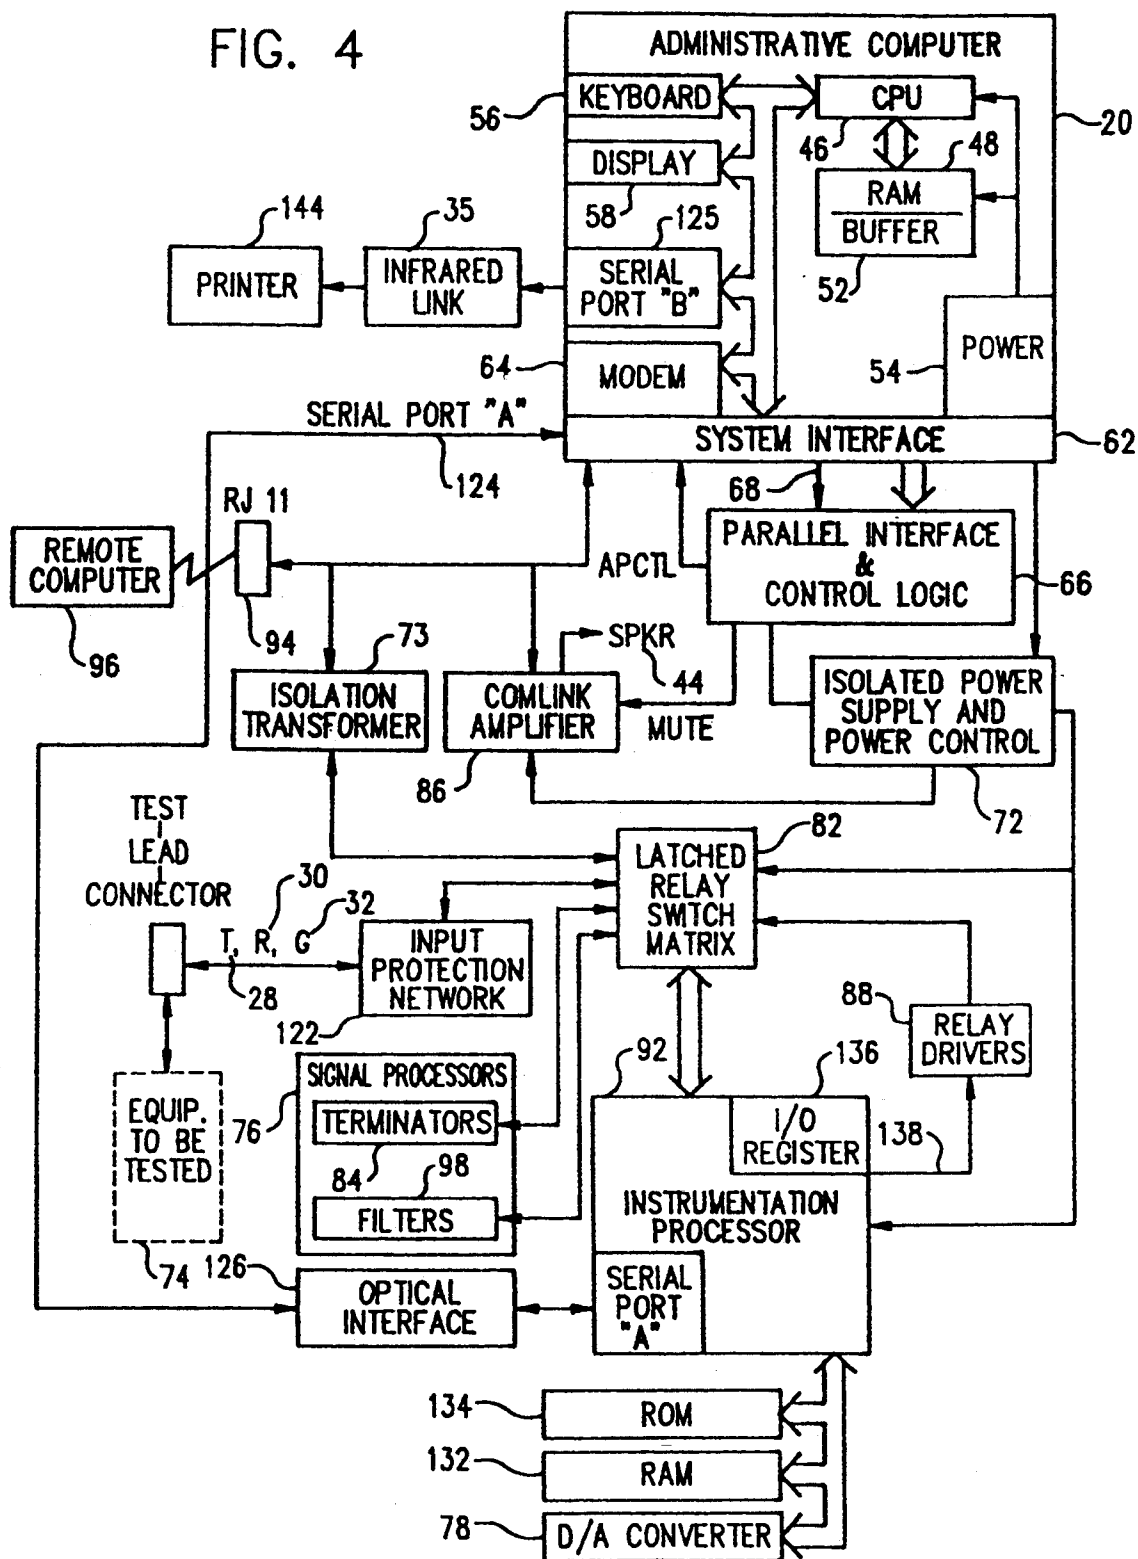 FIG. 4
ADMINISTRATIVE COMPUTER
KEYBOARD
CPU
56
20
46
48
DISPLAY
RAM
BUFFER
58
125
52
144
35
PRINTER
INFRARED
LINK
SERIAL
PORT "B"
POWER
54
64
MODEM
SERIAL PORT "A"
SYSTEM INTERFACE
62
124
68
RJ 11
REMOTE
COMPUTER
PARALLEL INTERFACE
&
CONTROL LOGIC
APCTL
66
94
96
73
SPKR
44
ISOLATION
TRANSFORMER
COMLINK
AMPLIFIER
MUTE
ISOLATED POWER
SUPPLY AND
POWER CONTROL
86
72
TEST
LEAD
CONNECTOR
82
LATCHED
RELAY
SWITCH
MATRIX
30
32
T, R, G
28
INPUT
PROTECTION
NETWORK
122
88
RELAY
DRIVERS
92
136
SIGNAL PROCESSORS
76
TERMINATORS
84
98
FILTERS
I/O
REGISTER
138
INSTRUMENTATION
PROCESSOR
EQUIP.
TO BE
TESTED
74
126
OPTICAL
INTERFACE
SERIAL
PORT
"A"
134
ROM
132
RAM
78
D/A CONVERTER